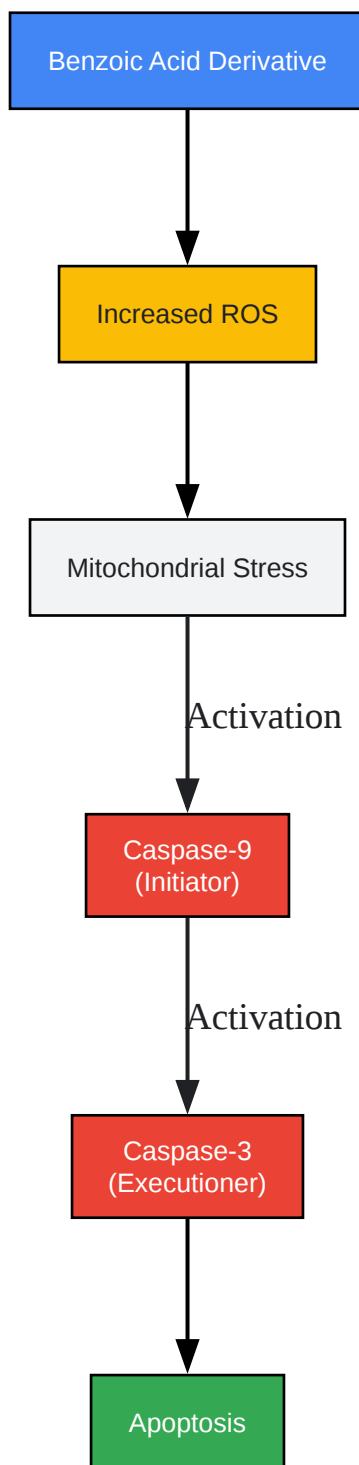 Benzoic Acid Derivative
Increased ROS
Mitochondrial Stress
Activation
Caspase-9
(Initiator)
Activation
Caspase-3
(Executioner)
Apoptosis